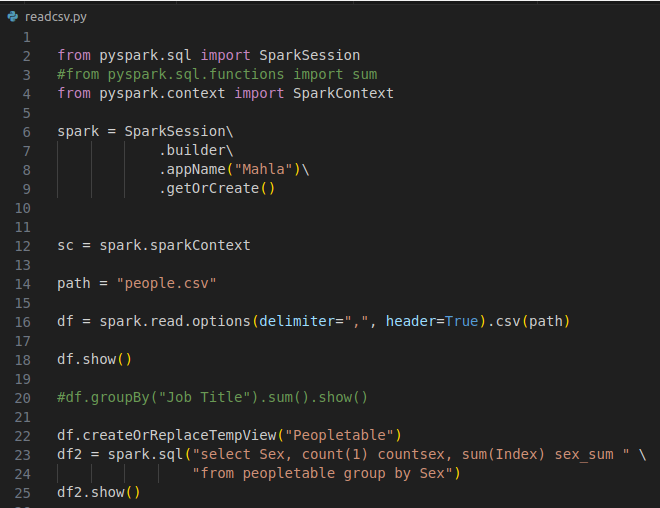 readcsv.py
1
2 from pyspark.sql import SparkSession
3 #from pyspark.sql.functions import sum
4 from pyspark.context import SparkContext
5
6 spark = SparkSession\
7 .builder\
8 .appName("Mahla")\
9 .getOrCreate()
10
11
12 sc = spark.sparkContext
13
14 path = "people.csv"
15
16 df = spark.read.options(delimiter=",", header=True).csv(path)
17
18 df.show()
19
20 #df.groupBy("Job Title").sum().show()
21
22 df.createOrReplaceTempView("Peopletable")
23 df2 = spark.sql("select Sex, count(1) countsex, sum(Index) sex_sum " \
24 "from peopletable group by Sex")
25 df2.show()